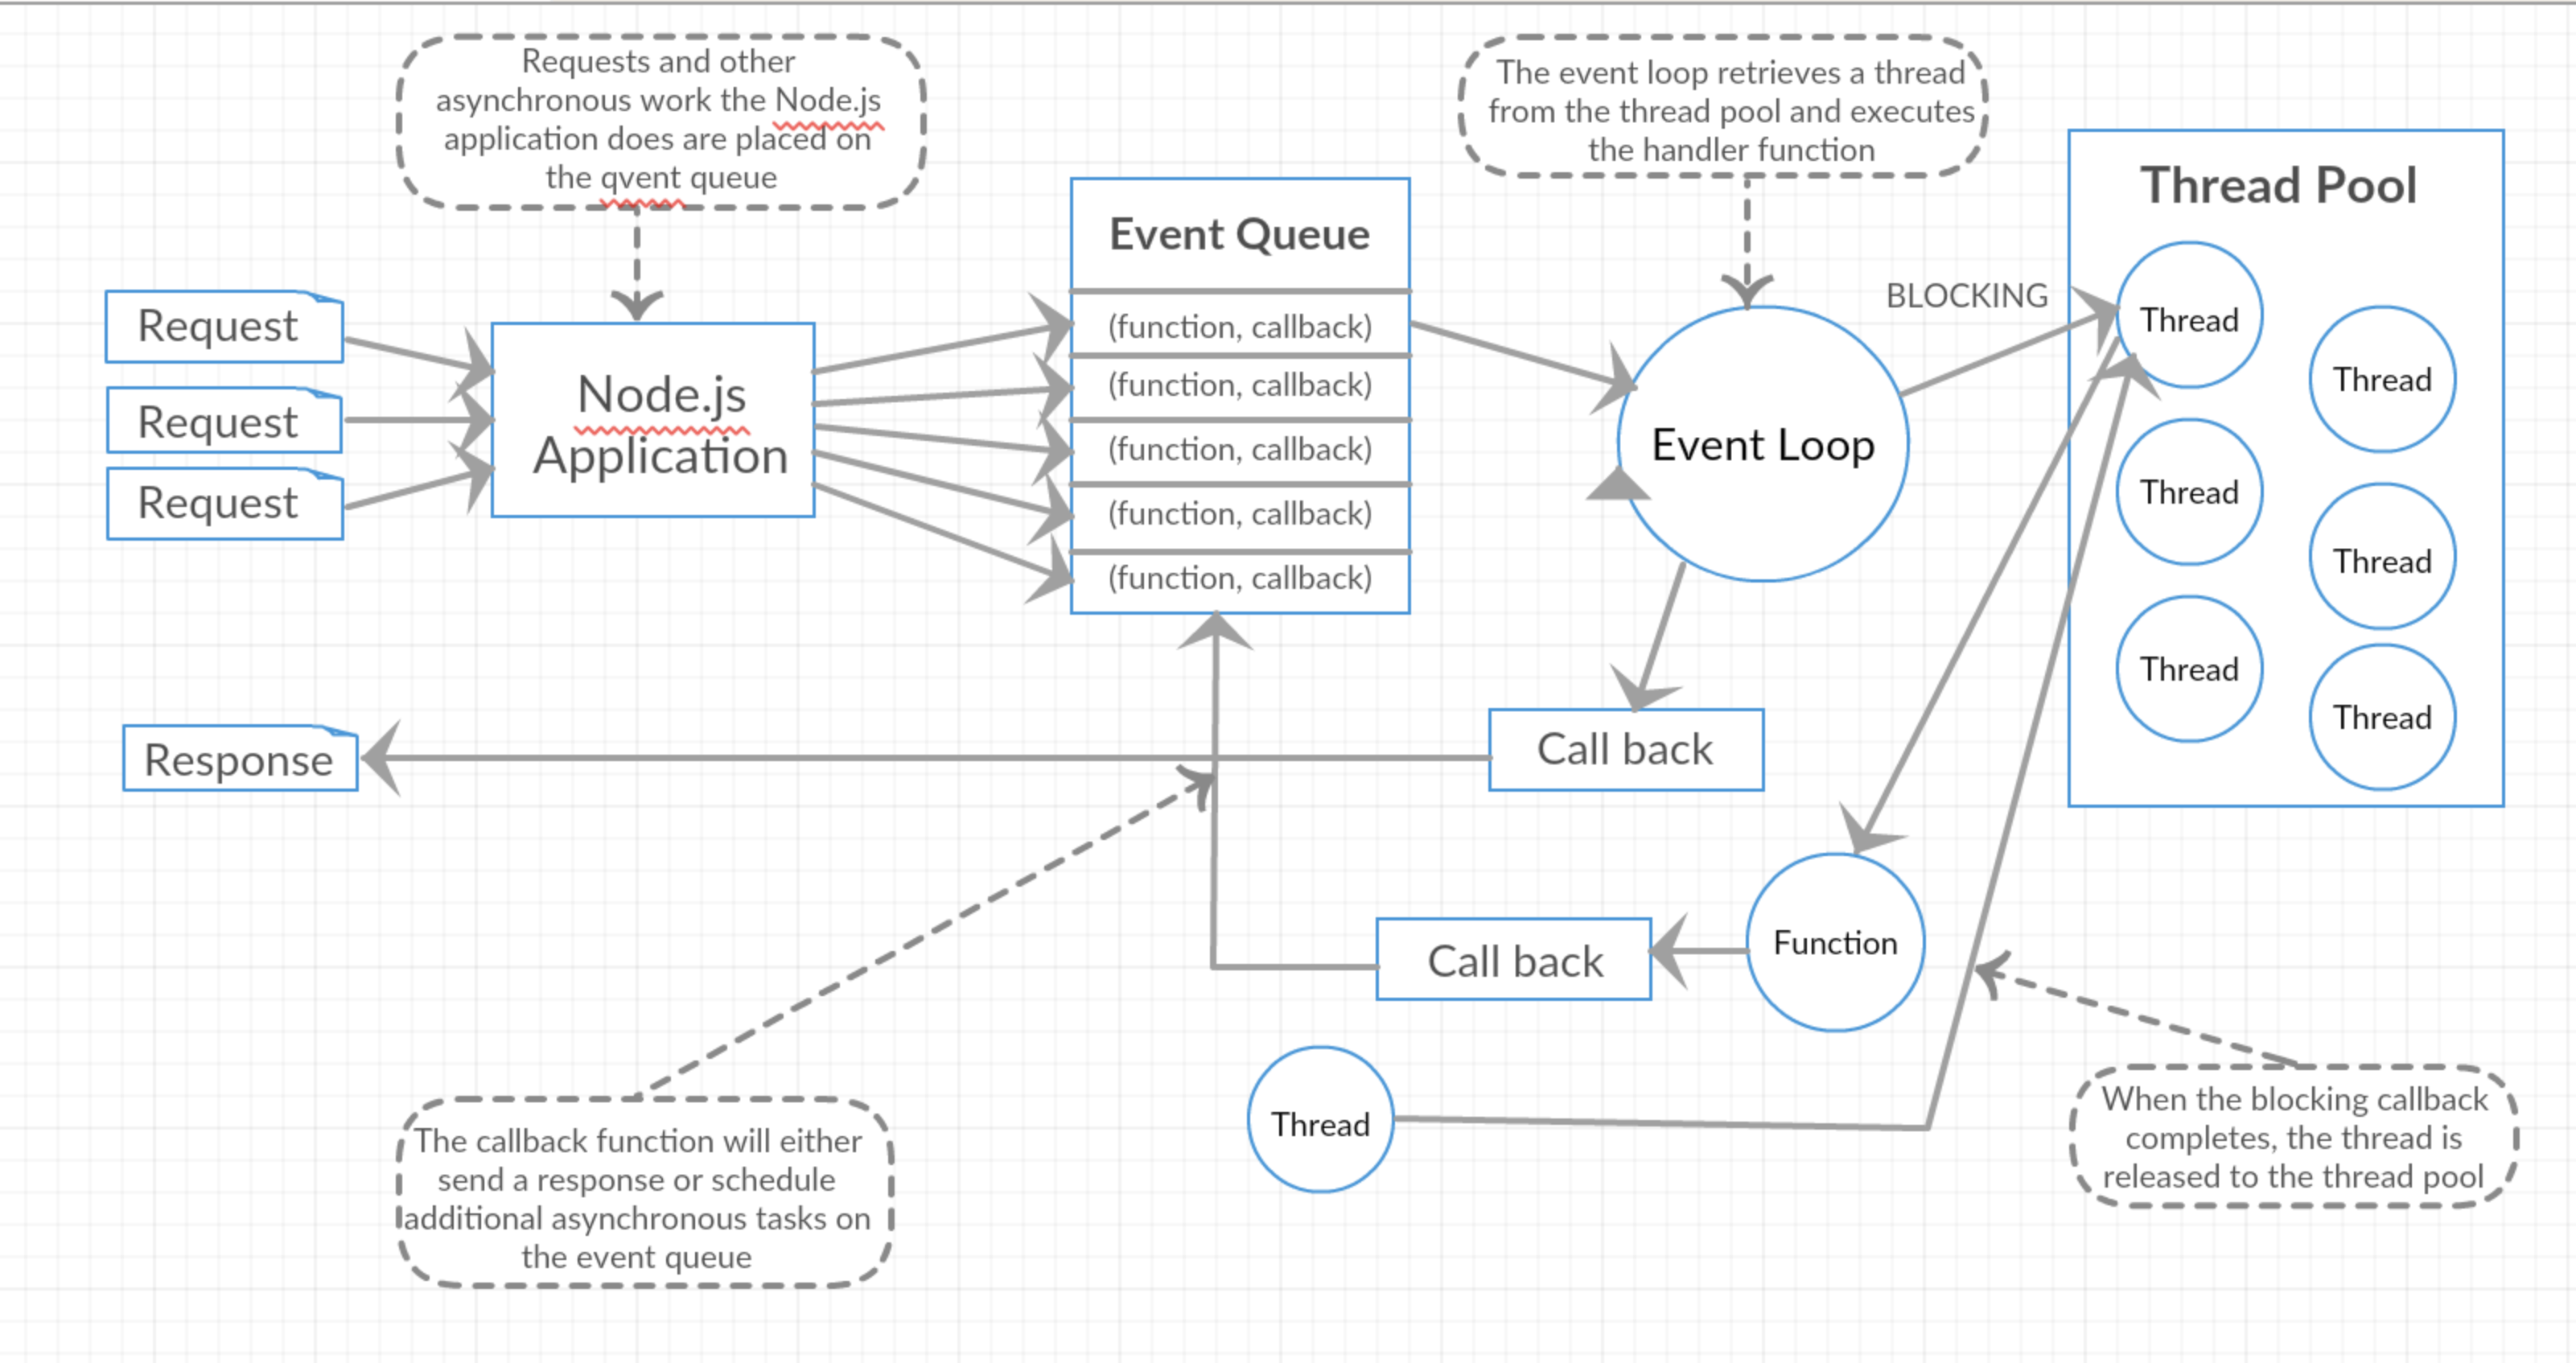 Requests and other
asynchronous work the Node.js
application does are placed on
the qvent queue
The event loop retrieves a thread
from the thread pool and executes
the handler function
Thread Pool
Event Queue
BLOCKING
Request
Request
Request
Node.js
Application
(function, callback)
(function, callback)
(function, callback)
(function, callback)
(function, callback)
Event Loop
Thread
Thread
Thread
Thread
Thread
Thread
Response
Call back
Call back
Function
Thread
The callback function will either
send a response or schedule
additional asynchronous tasks on
the event queue
When the blocking callback
completes, the thread is
released to the thread pool